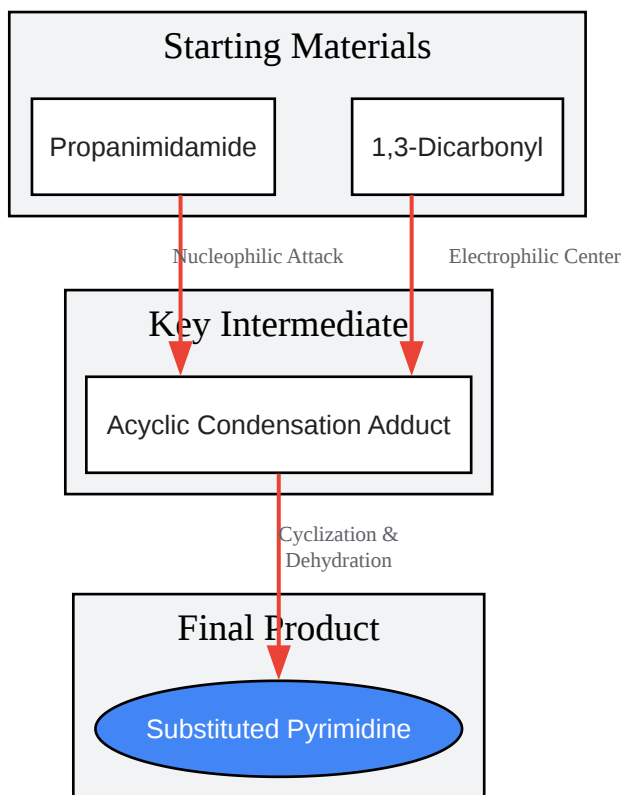 Starting Materials
Propanimidamide
1,3-Dicarbonyl
Nucleophilic Attack
Electrophilic Center
Key Intermediate
Acyclic Condensation Adduct
Cyclization &
Dehydration
Final Product
Substituted Pyrimidine